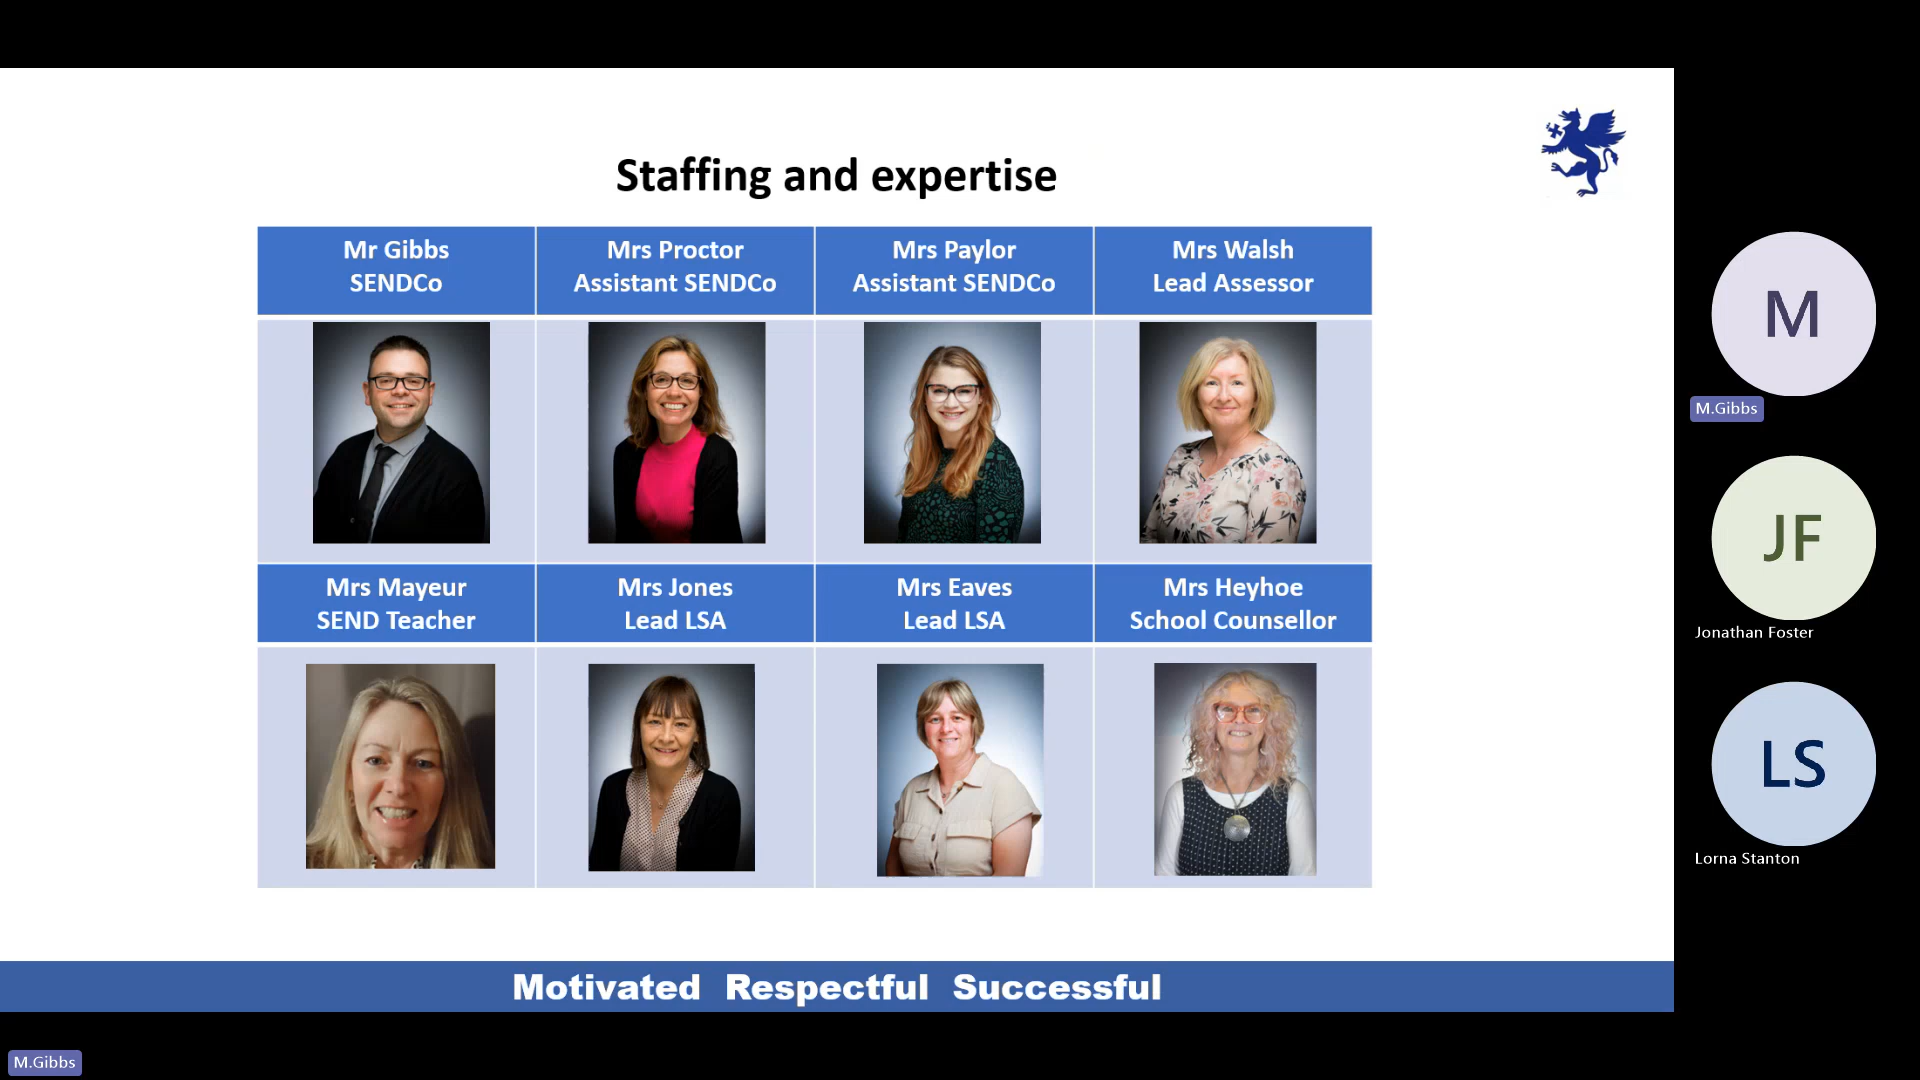 Staffing and expertise
Mr Gibbs
SENDCo
Mrs Proctor
Assistant SENDCo
Mrs Paylor
Assistant SENDCo
Mrs Walsh
Lead Assessor
Mrs Mayeur
SEND Teacher
Mrs Jones
Lead LSA
Mrs Eaves
Lead LSA
Mrs Heyhoe
School Counsellor
Motivated Respectful Successful
M
M.Gibbs
JF
Jonathan Foster
LS
Lorna Stanton
M.Gibbs